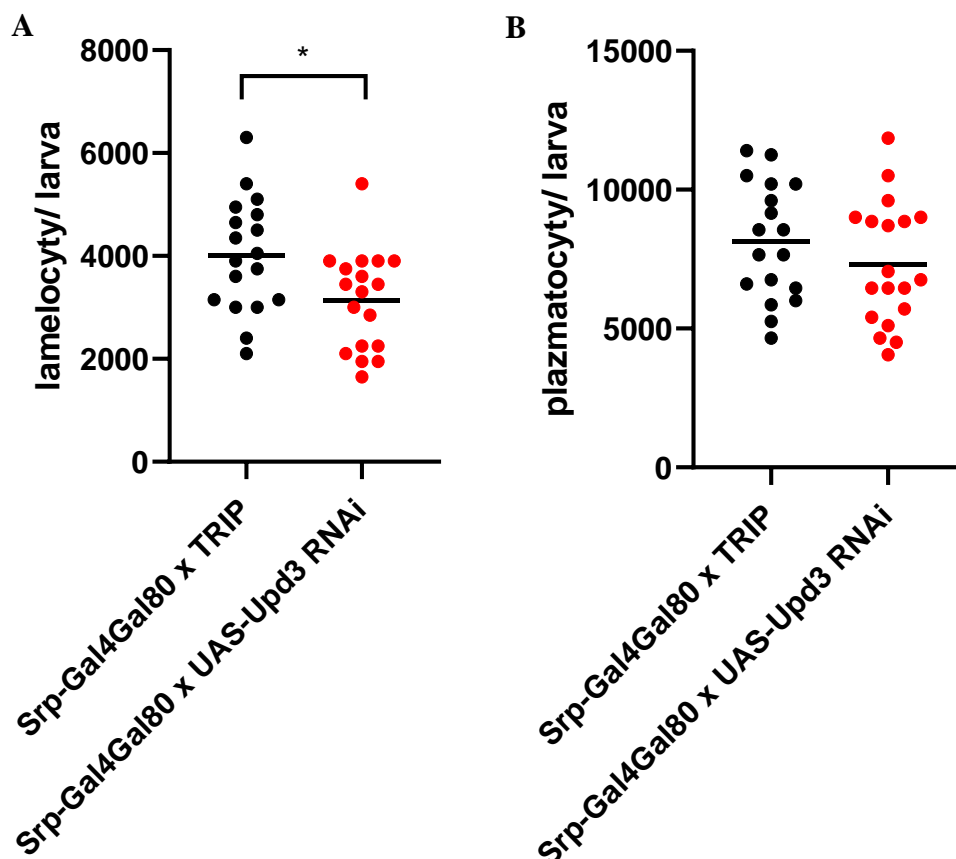 A
lamelocyty/ larva
8000
6000
4000
2000
0
*
Srp-Gal4Gal80 x TRIP
Srp-Gal4Gal80 x UAS-Upd3 RNAi
B
plazmatocyty/ larva
15000
10000
5000
0
Srp-Gal4Gal80 x TRIP
Srp-Gal4Gal80 x UAS-Upd3 RNAi